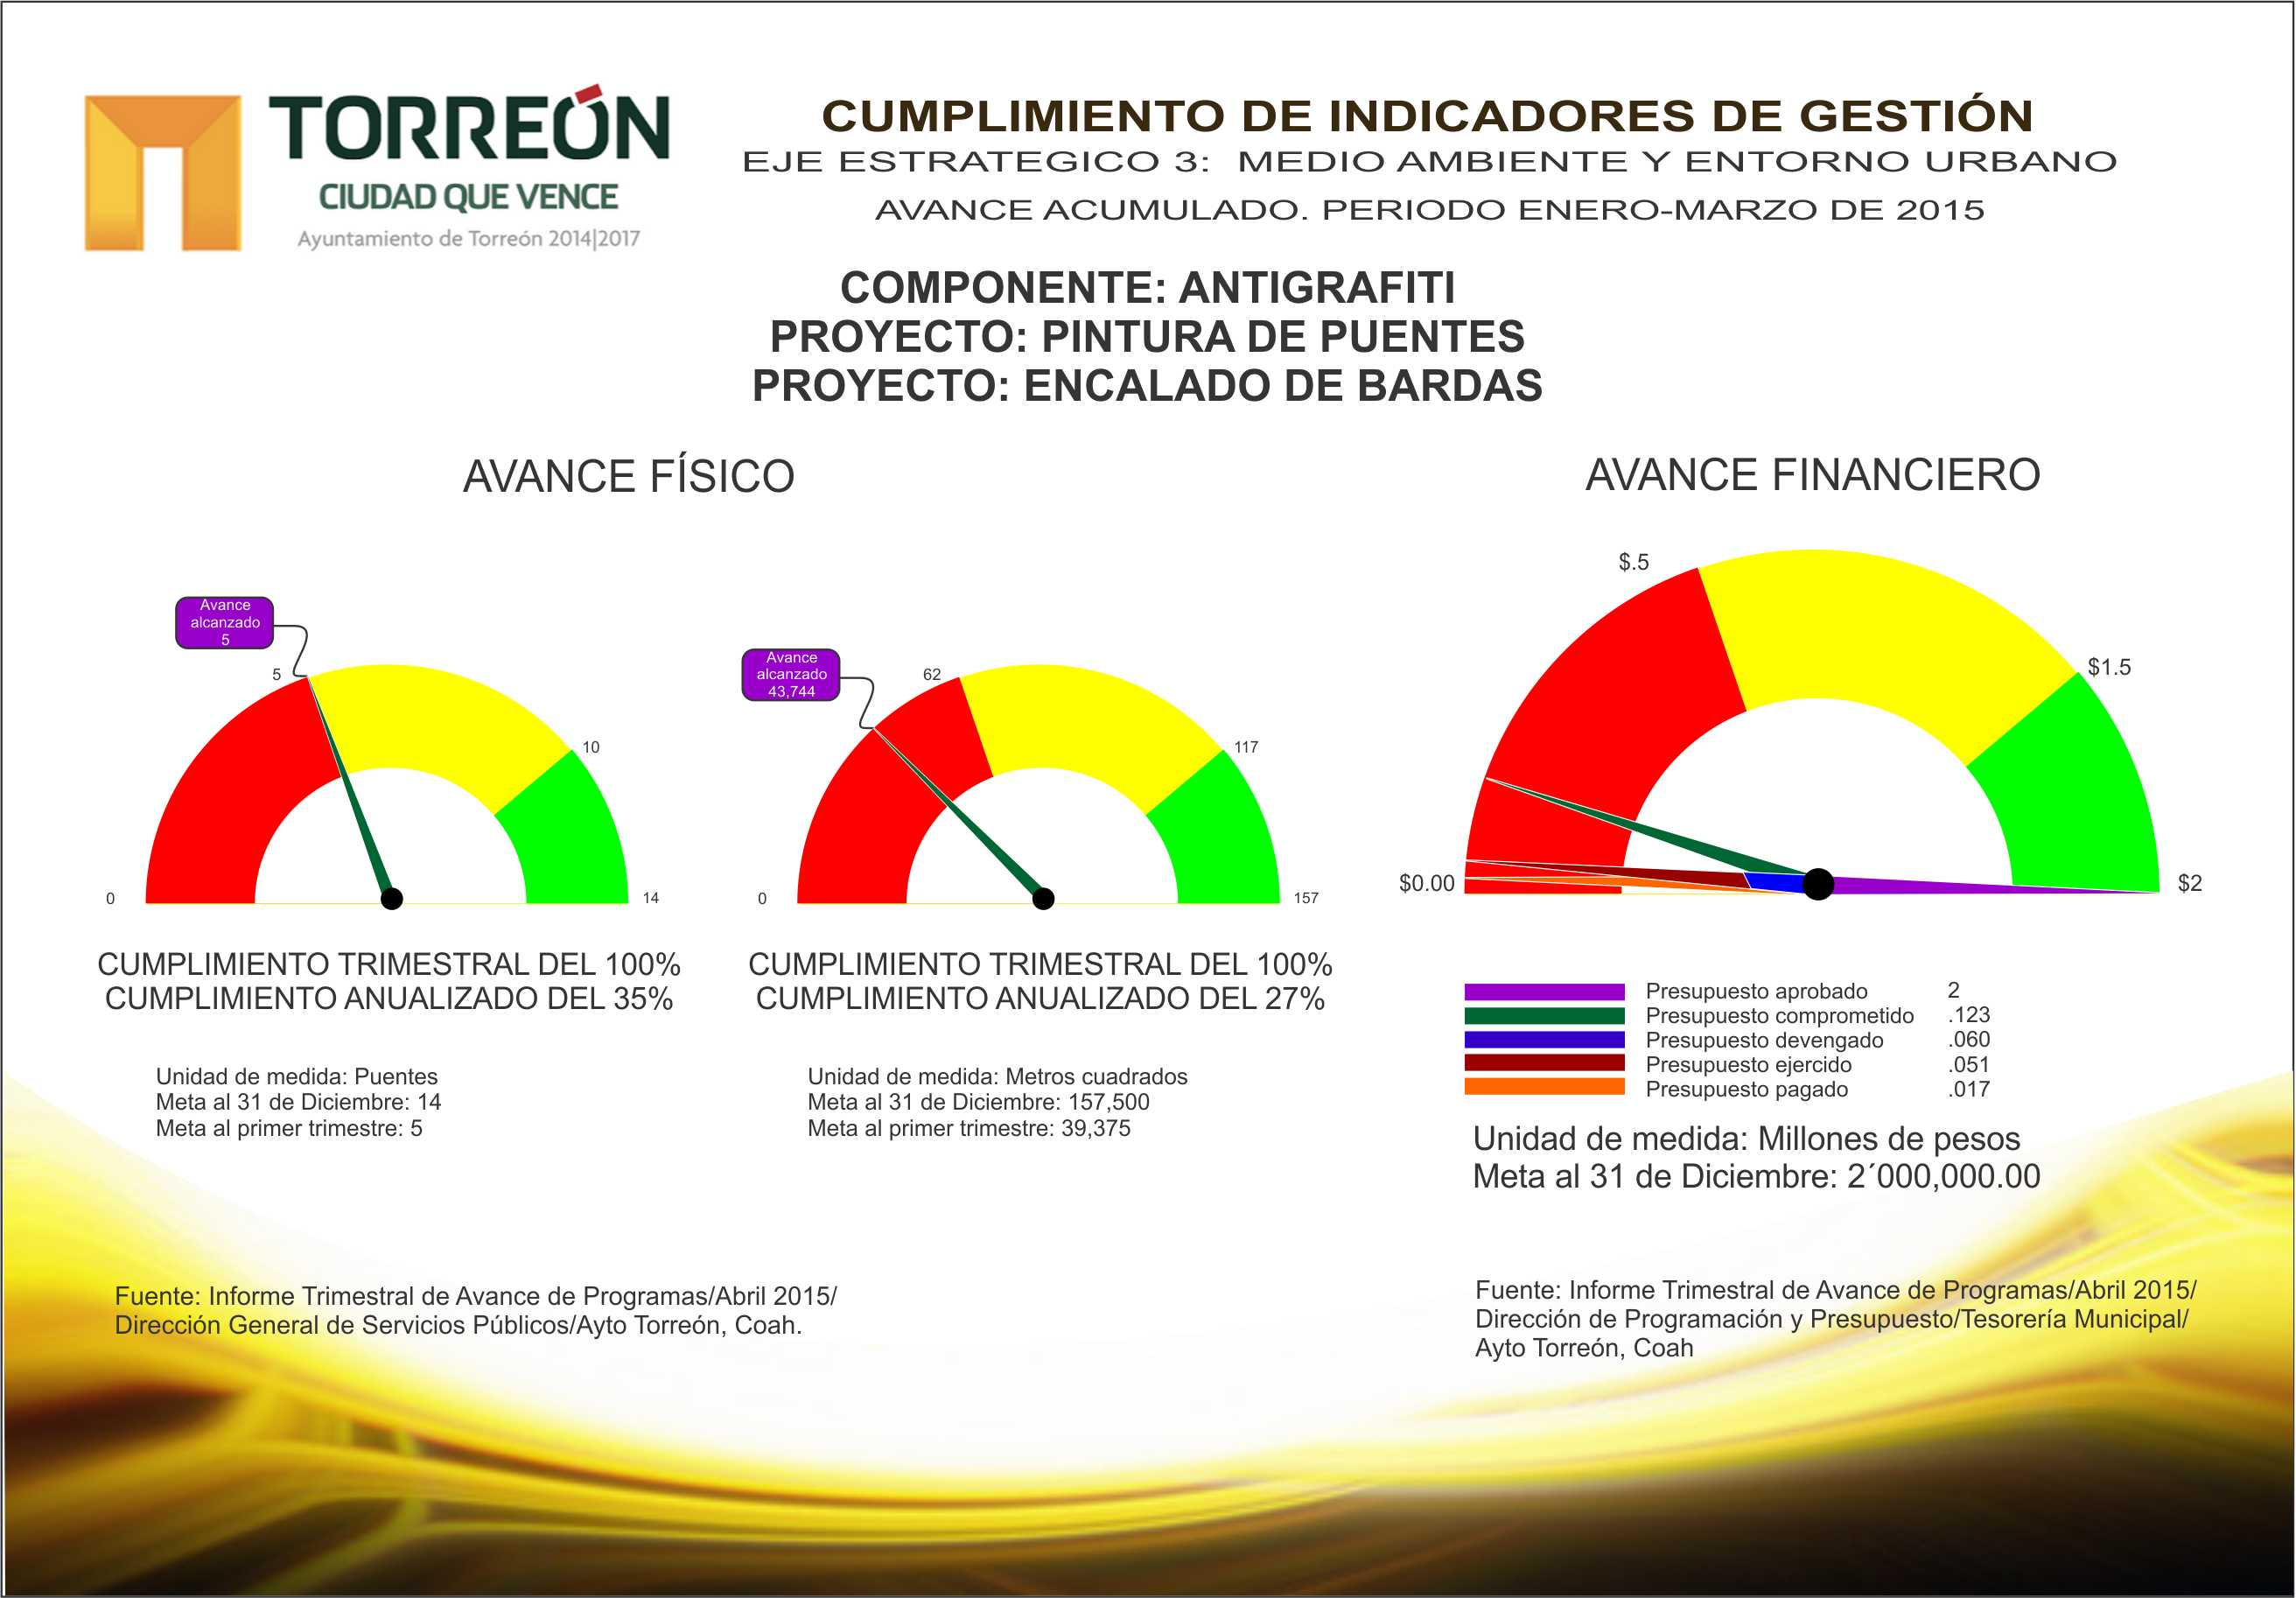 TORREÓN
CIUDAD QUE VENCE
Ayuntamiento de Torreón 2014|2017
CUMPLIMIENTO DE INDICADORES DE GESTIÓN
EJE ESTRATEGICO 3: MEDIO AMBIENTE Y ENTORNO URBANO
AVANCE ACUMULADO. PERIODO ENERO-MARZO DE 2015
COMPONENTE: ANTIGRAFITI
PROYECTO: PINTURA DE PUENTES
PROYECTO: ENCALADO DE BARDAS
AVANCE FÍSICO
Avance
alcanzado
5
5
10
0
14
CUMPLIMIENTO TRIMESTRAL DEL 100%
CUMPLIMIENTO ANUALIZADO DEL 35%
Unidad de medida: Puentes
Meta al 31 de Diciembre: 14
Meta al primer trimestre: 5
Avance
alcanzado
43,744
62
117
0
157
CUMPLIMIENTO TRIMESTRAL DEL 100%
CUMPLIMIENTO ANUALIZADO DEL 27%
Unidad de medida: Metros cuadrados
Meta al 31 de Diciembre: 157,500
Meta al primer trimestre: 39,375
Fuente: Informe Trimestral de Avance de Programas/Abril 2015/
Dirección General de Servicios Públicos/Ayto Torreón, Coah.
AVANCE FINANCIERO
$.5
$1.5
$0.00
$2
Presupuesto aprobado 2
Presupuesto comprometido .123
Presupuesto devengado .060
Presupuesto ejercido .051
Presupuesto pagado .017
Unidad de medida: Millones de pesos
Meta al 31 de Diciembre: 2´000,000.00
Fuente: Informe Trimestral de Avance de Programas/Abril 2015/
Dirección de Programación y Presupuesto/Tesorería Municipal/
Ayto Torreón, Coah